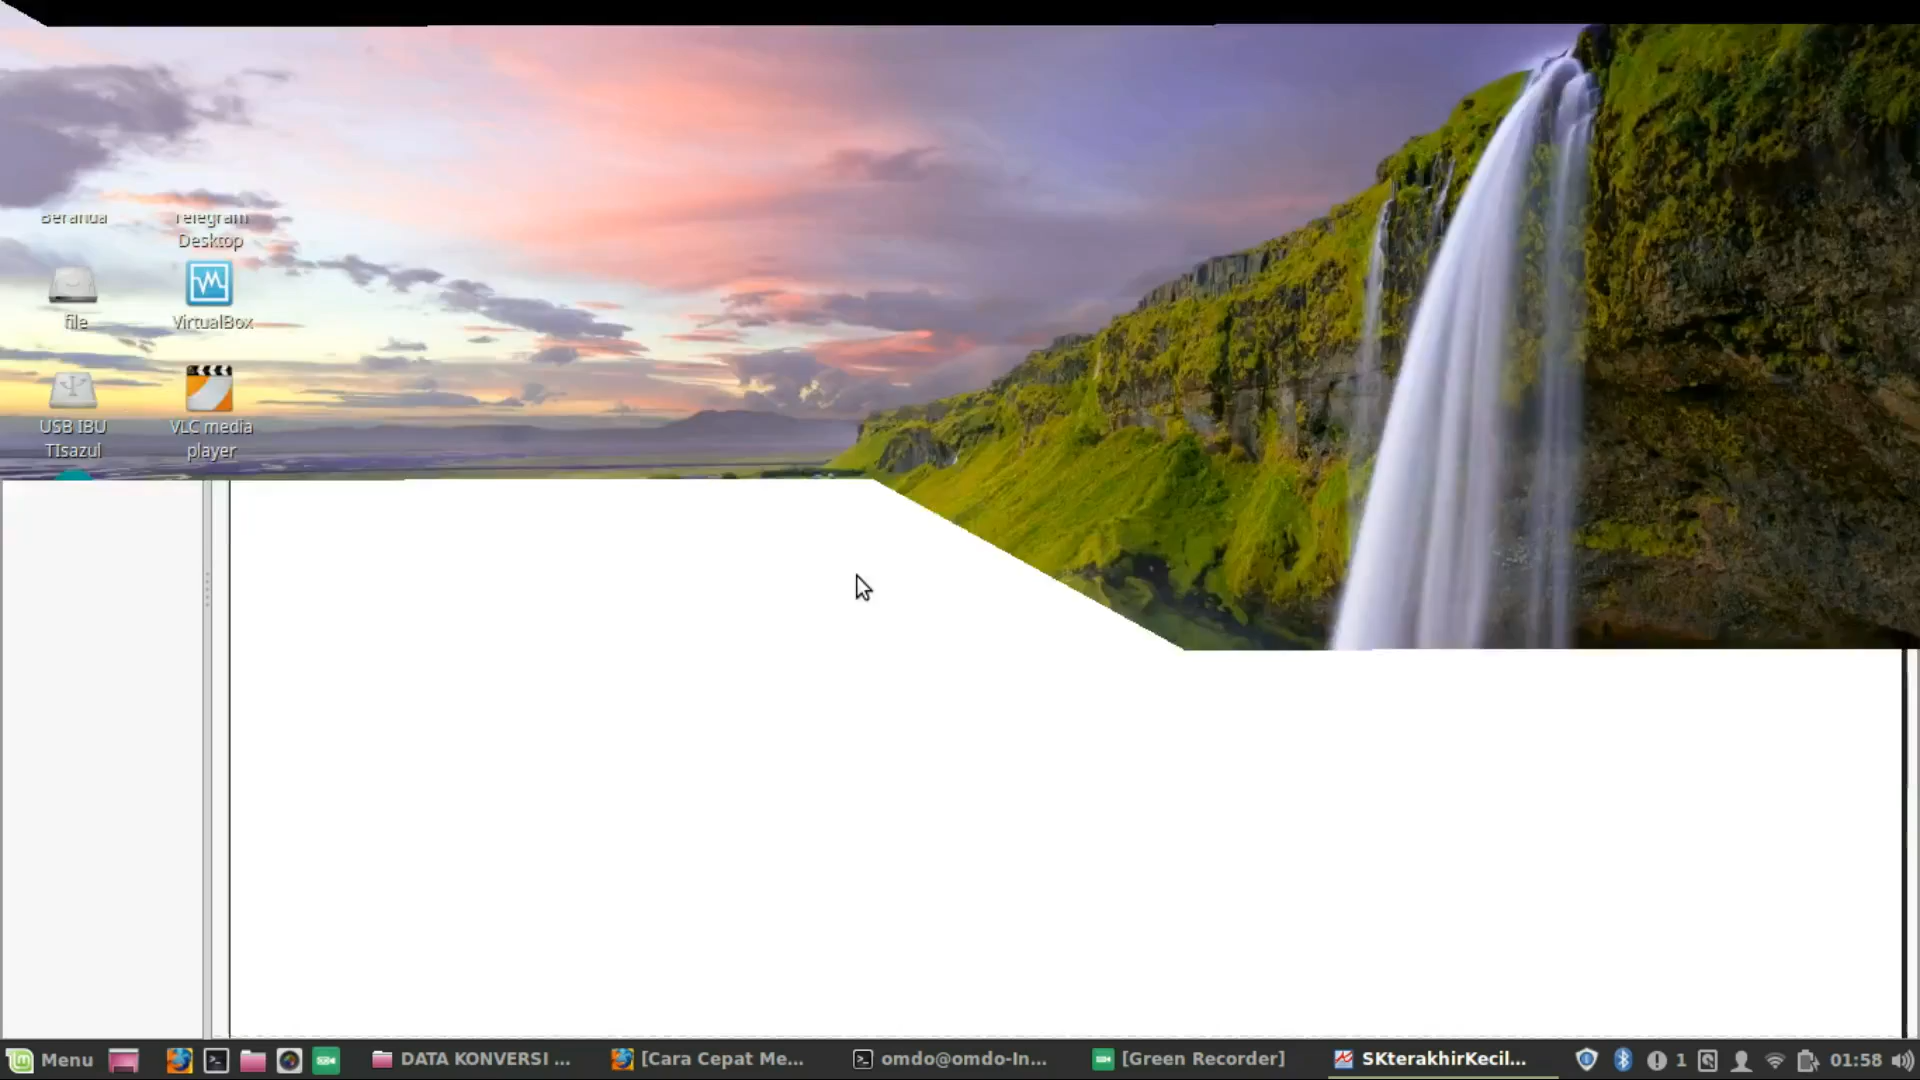 Beranda
Telegram
Desktop
file
VirtualBox
USB IBU
TIsazul
VLC media
player
Menu
DATA KONVERSI ...
[Cara Cepat Me...
omdo@omdo-In...
[Green Recorder]
SKterakhirKecil...
1
01:58